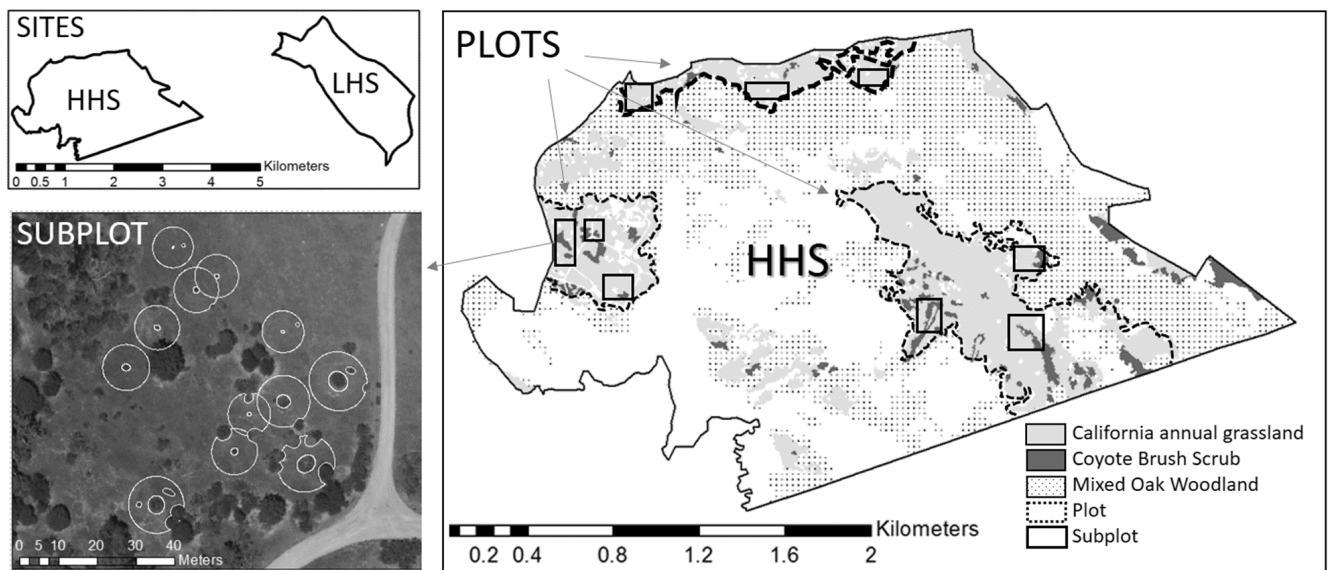 SITES
HHS
LHS
Kilometers
0 0.5 1 2 3 4 5
SUBPLOT
0 5 10 20 30 40
Meters
PLOTS
HHS
California annual grassland
Coyote Brush Scrub
Mixed Oak Woodland
Plot
Subplot
Kilometers
0.2 0.4 0.8 1.2 1.6 2